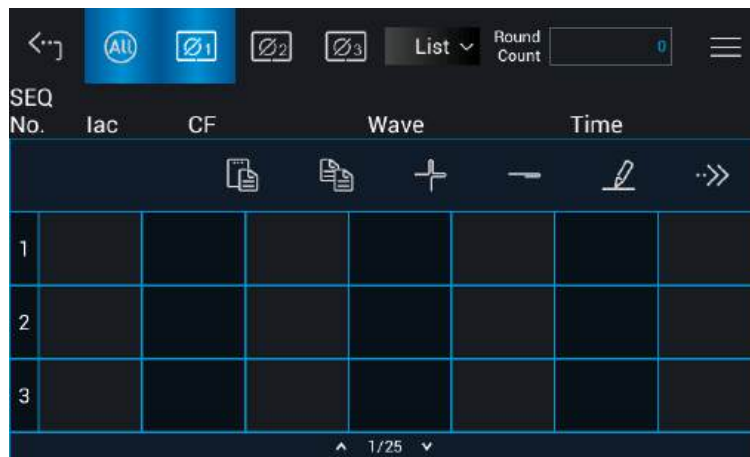 All Ø1 Ø2 Ø3 List Round Count 0
SEQ No. Iac CF Wave Time
1
2
3
1/25